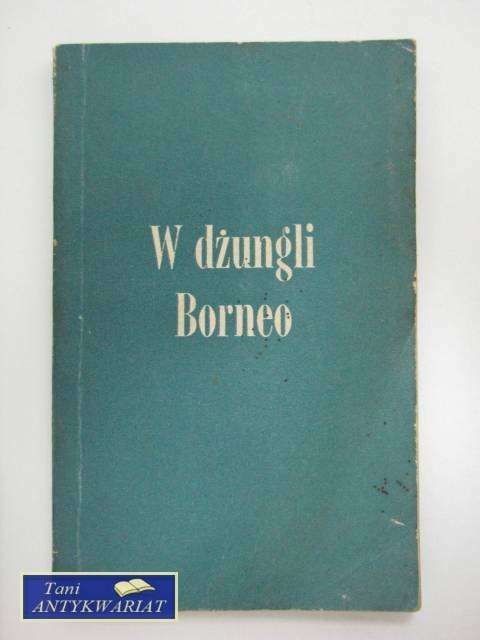 W dżungli
Borneo
Tani
ANTYKWARIAT